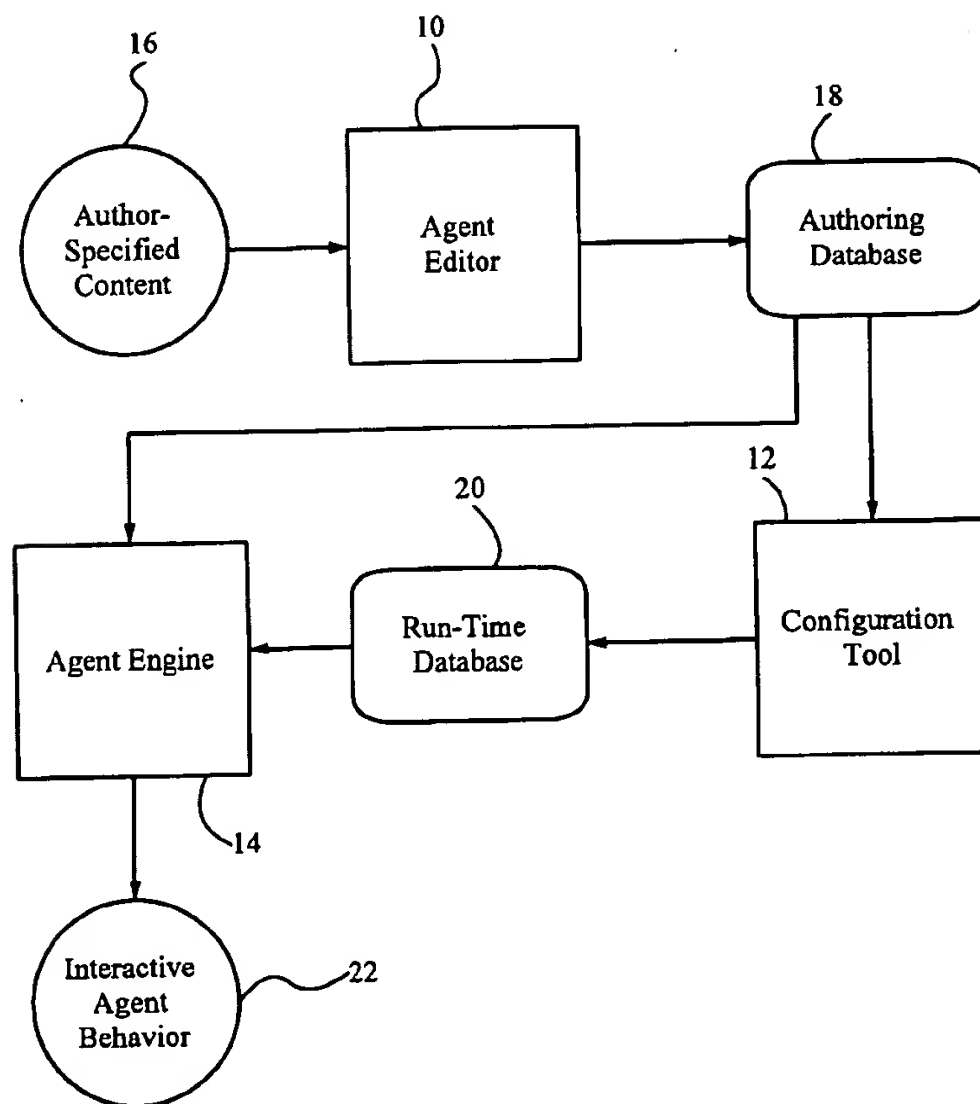 16
10
18
Author-
Specified
Content
Agent
Editor
Authoring
Database
12
20
Agent Engine
Run-Time
Database
Configuration
Tool
14
Interactive
Agent
Behavior
22